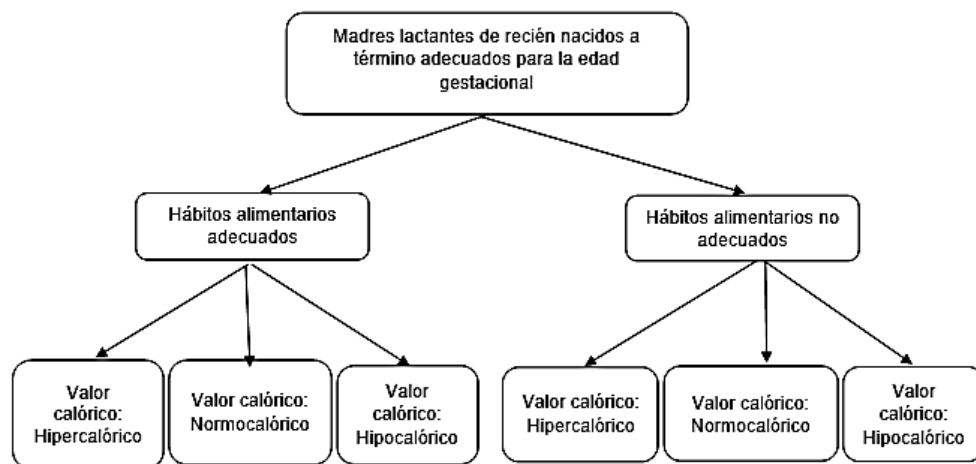 Madres lactantes de recién nacidos a
término adecuados para la edad
gestacional
Hábitos alimentarios
adecuados
Hábitos alimentarios no
adecuados
Valor
calórico:
Hipercalórico
Valor calórico:
Normocalórico
Valor
calórico:
Hipocalórico
Valor calórico:
Hipercalórico
Valor calórico:
Normocalórico
Valor
calórico:
Hipocalórico